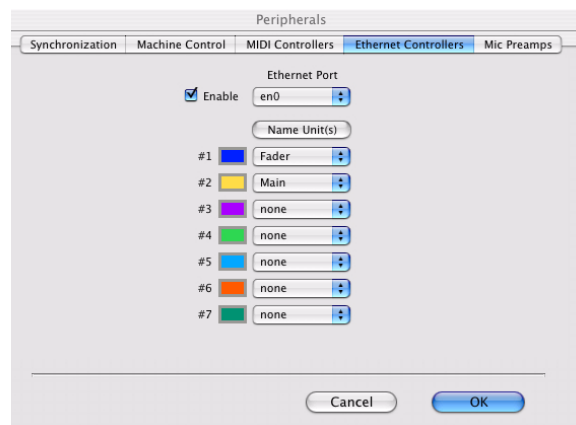 Peripherals
Synchronization Machine Control MIDI Controllers Ethernet Controllers Mic Preamps
Ethernet Port
Enable en0
Name Unit(s)
#1 Fader
#2 Main
#3 none
#4 none
#5 none
#6 none
#7 none
Cancel OK